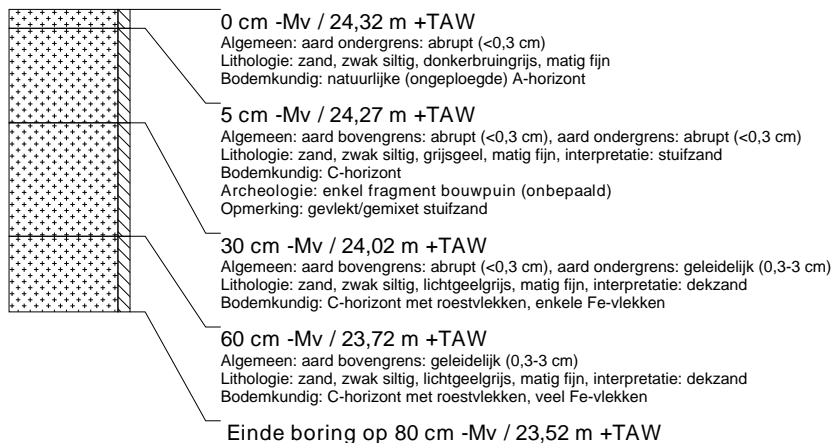 0 cm -Mv / 24,32 m +TAW
Algemeen: aard ondergrens: abrupt (<0,3 cm)
Lithologie: zand, zwak siltig, donkerbruingrijs, matig fijn
Bodemkundig: natuurlijke (ongeploegde) A-horizont
5 cm -Mv / 24,27 m +TAW
Algemeen: aard bovengrens: abrupt (<0,3 cm), aard ondergrens: abrupt (<0,3 cm)
Lithologie: zand, zwak siltig, grijsgeel, matig fijn, interpretatie: stuifzand
Bodemkundig: C-horizont
Archeologie: enkel fragment bouwpuin (onbepaald)
Opmerking: gevlekt/gemixet stuifzand
30 cm -Mv / 24,02 m +TAW
Algemeen: aard bovengrens: abrupt (<0,3 cm), aard ondergrens: geleidelijk (0,3-3 cm)
Lithologie: zand, zwak siltig, lichtgeelgrijs, matig fijn, interpretatie: dekzand
Bodemkundig: C-horizont met roestvlekken, enkele Fe-vlekken
60 cm -Mv / 23,72 m +TAW
Algemeen: aard bovengrens: geleidelijk (0,3-3 cm)
Lithologie: zand, zwak siltig, lichtgeelgrijs, matig fijn, interpretatie: dekzand
Bodemkundig: C-horizont met roestvlekken, veel Fe-vlekken
Einde boring op 80 cm -Mv / 23,52 m +TAW